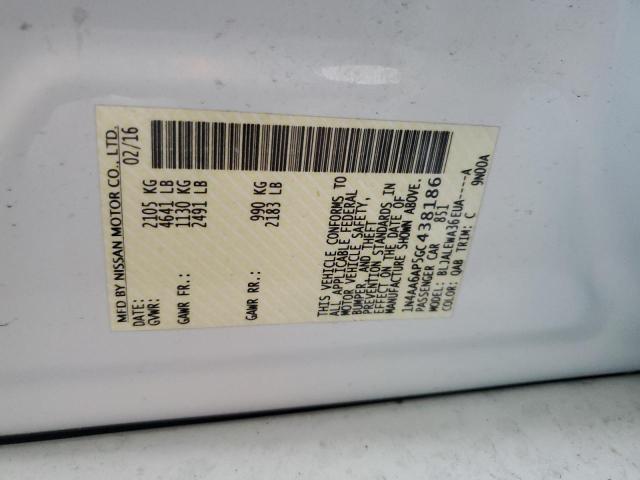 MFD BY NISSAN MOTOR CO., LTD.
DATE: 02/16
GVWR: 2105 KG
4641 LB
GAWR FR.: 1130 KG
2491 LB
GAWR RR.: 990 KG
2183 LB
THIS VEHICLE CONFORMS TO
ALL APPLICABLE FEDERAL
MOTOR VEHICLE SAFETY,
BUMPER, AND THEFT
PREVENTION STANDARDS IN
EFFECT ON THE DATE OF
MANUFACTURE SHOWN ABOVE.
1N4AA6AP5GC438186
PASSENGER CAR 851
MODEL: BLJALEWA36EUA----A
COLOR: QAB TRIM: C 9N00A